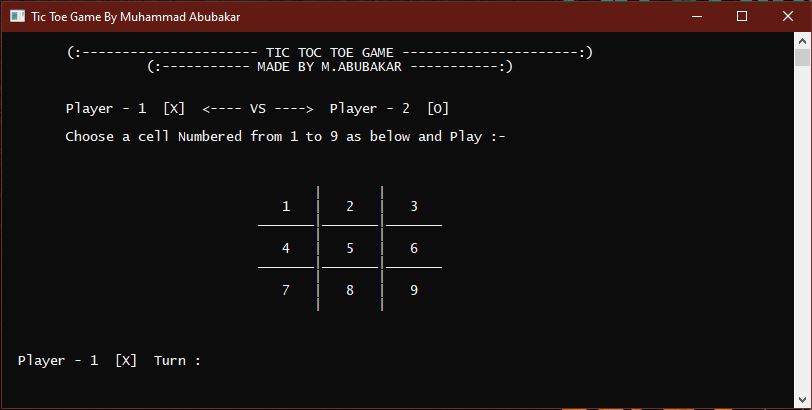 Tic Toe Game By Muhammad Abubakar
(:---------------------- TIC TOC TOE GAME ----------------------:)
(:----------- MADE BY M.ABUBAKAR -----------:)
Player - 1 [X] <---- VS ----> Player - 2 [O]
Choose a cell Numbered from 1 to 9 as below and Play :-
1 | 2 | 3
4 | 5 | 6
7 | 8 | 9
Player - 1 [X] Turn :